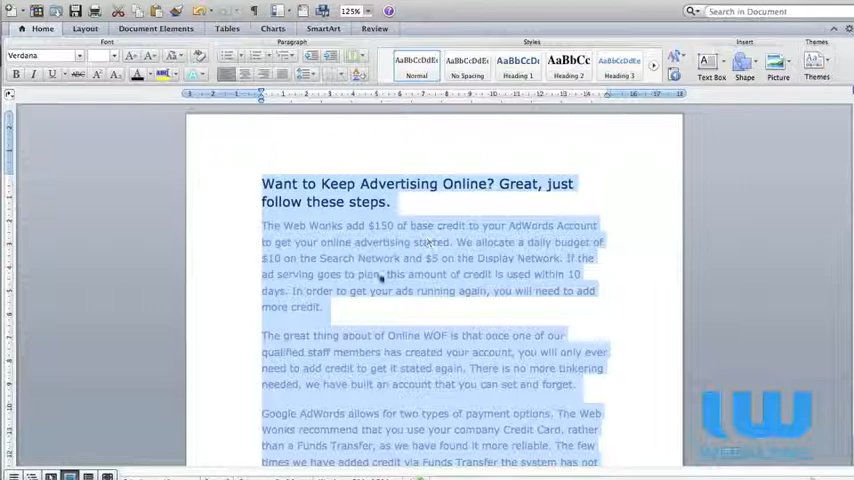 125%
Search in Document
Home Layout Document Elements Tables Charts SmartArt Review
Font Paragraph Styles Insert Themes
Verdana
AaBbCcDdEe AaBbCcDdEe AaBbCcDd AaBbCc AaBbCcDdEe
Normal No Spacing Heading 1 Heading 2 Heading 3 Text Box Shape Picture Themes
Want to Keep Advertising Online? Great, just
follow these steps.
The Web Wonks add $150 of base credit to your AdWords Account
to get your online advertising started. We allocate a daily budget of
$10 on the Search Network and $5 on the Display Network. If the
ad serving goes to plan, this amount of credit is used within 10
days. In order to get your ads running again, you will need to add
more credit.
The great thing about of Online WOF is that once one of our
qualified staff members has created your account, you will only ever
need to add credit to get it stated again. There is no more tinkering
needed, we have built an account that you can set and forget.
Google AdWords allows for two types of payment options. The Web
Wonks recommend that you use your company Credit Card, rather
than a Funds Transfer, as we have found it more reliable. The few
times we have added credit via Funds Transfer the system has not